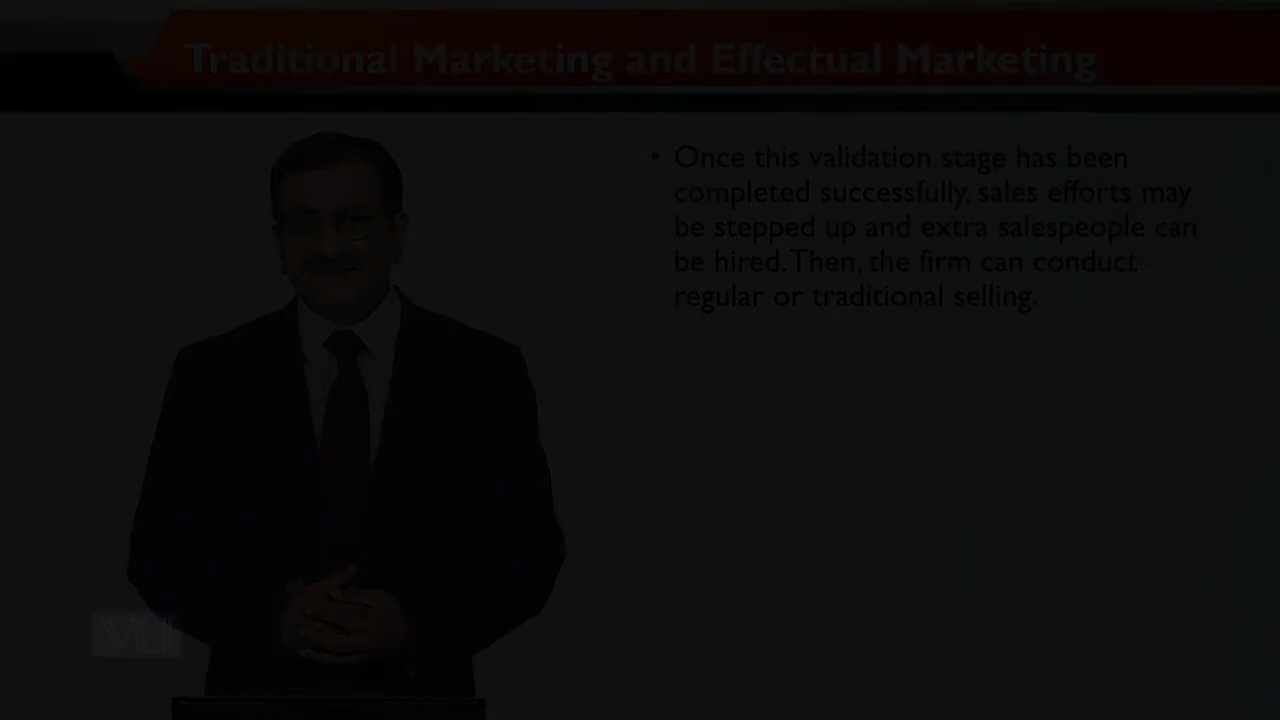 Traditional Marketing and Effectual Marketing
• Once this validation stage has been
completed successfully, sales efforts may
be stepped up and extra salespeople can
be hired. Then, the firm can conduct
regular or traditional selling.
VU